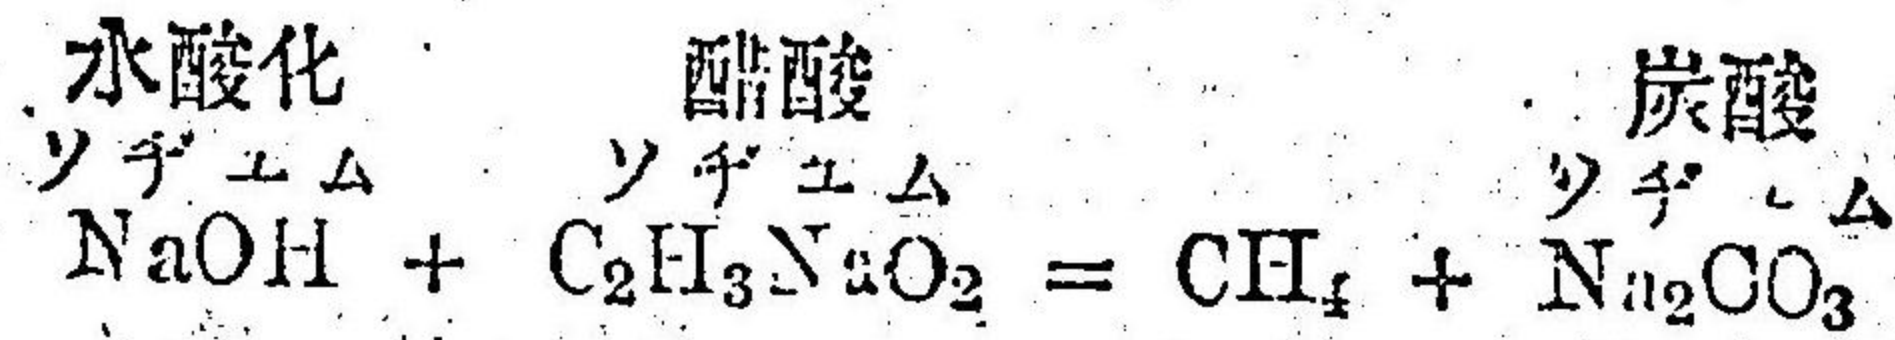 水酸化 醋酸 炭酸
ソヂユム ソヂユム ソヂユム
NaOH + C₂H₃NaO₂ = CH₄ + Na₂CO₃